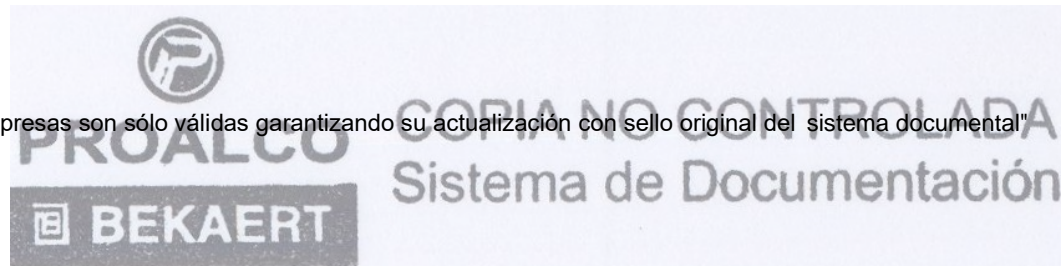 presas son sólo válidas garantizando su actualización con sello original del sistema documental"
PROALCO
BEKAERT
COPIA NO CONTROLADA
Sistema de Documentación